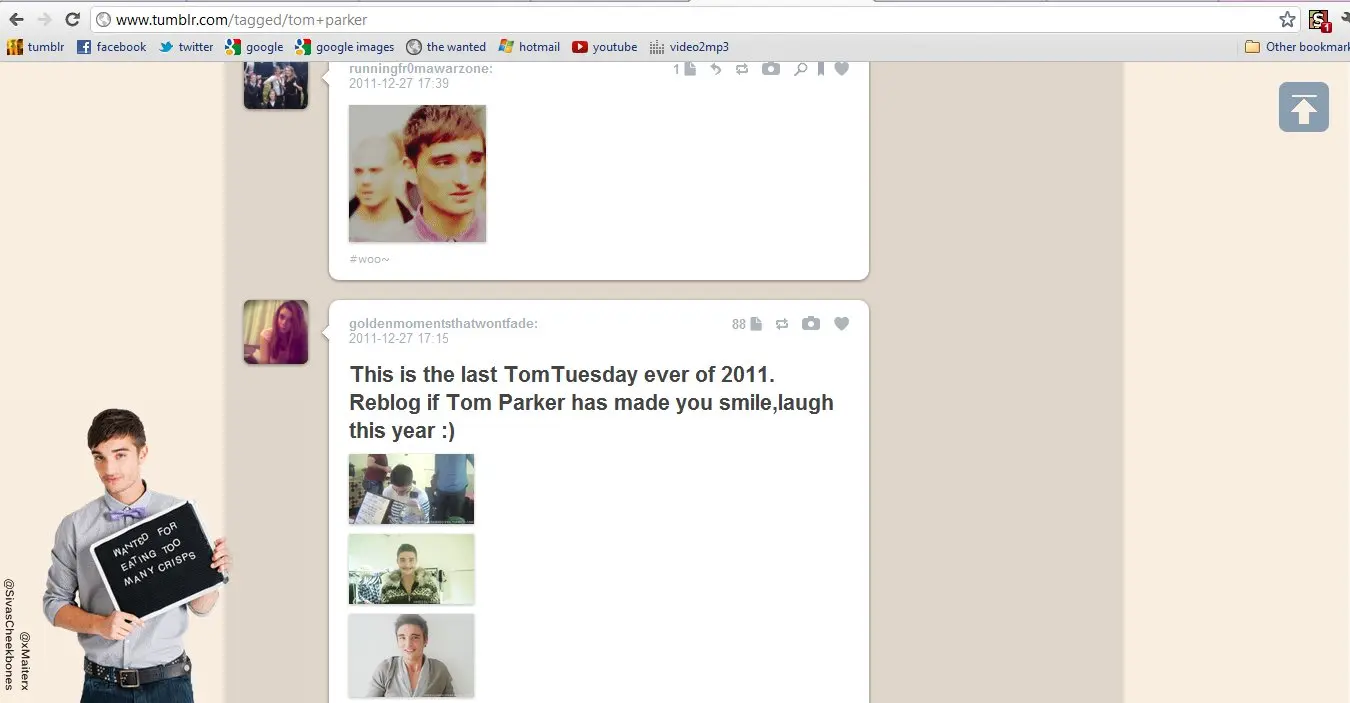 www.tumblr.com/tagged/tom+parker
tumblr facebook twitter google google images the wanted hotmail youtube video2mp3 Other bookmark
runningfr0mawarzone:
1
2011-12-27 17:39
#woo~
goldenmomentsthatwontfade:
88
2011-12-27 17:15
This is the last TomTuesday ever of 2011.
Reblog if Tom Parker has made you smile,laugh
this year :)
WANTED FOR
EATING TOO
MANY CRISPS
@SivasCheekbones
@xMaiterx